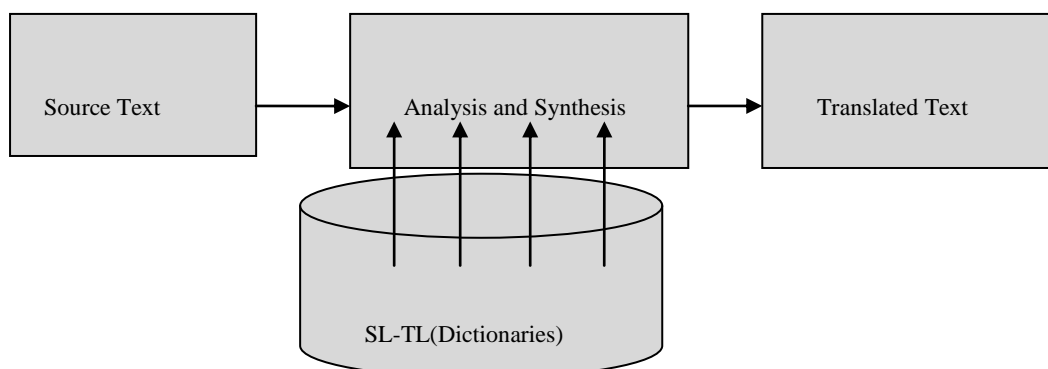 Source Text
Analysis and Synthesis
Translated Text
SL-TL(Dictionaries)